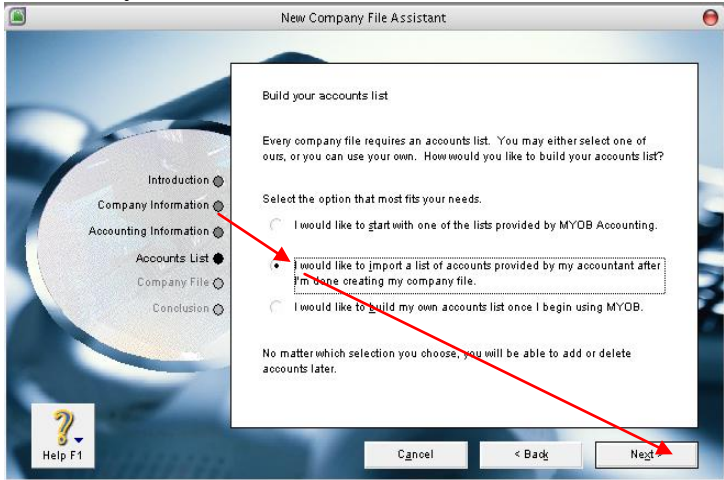 New Company File Assistant
Build your accounts list
Every company file requires an accounts list. You may either select one of
ours, or you can use your own. How would you like to build your accounts list?
Introduction
Company Information
Accounting Information
Accounts List
Company File
Conclusion
Select the option that most fits your needs.
I would like to start with one of the lists provided by MYOB Accounting.
I would like to import a list of accounts provided by my accountant after
I'm done creating my company file.
I would like to build my own accounts list once I begin using MYOB.
No matter which selection you choose, you will be able to add or delete
accounts later.
Help F1
Cancel
< Back
Next >